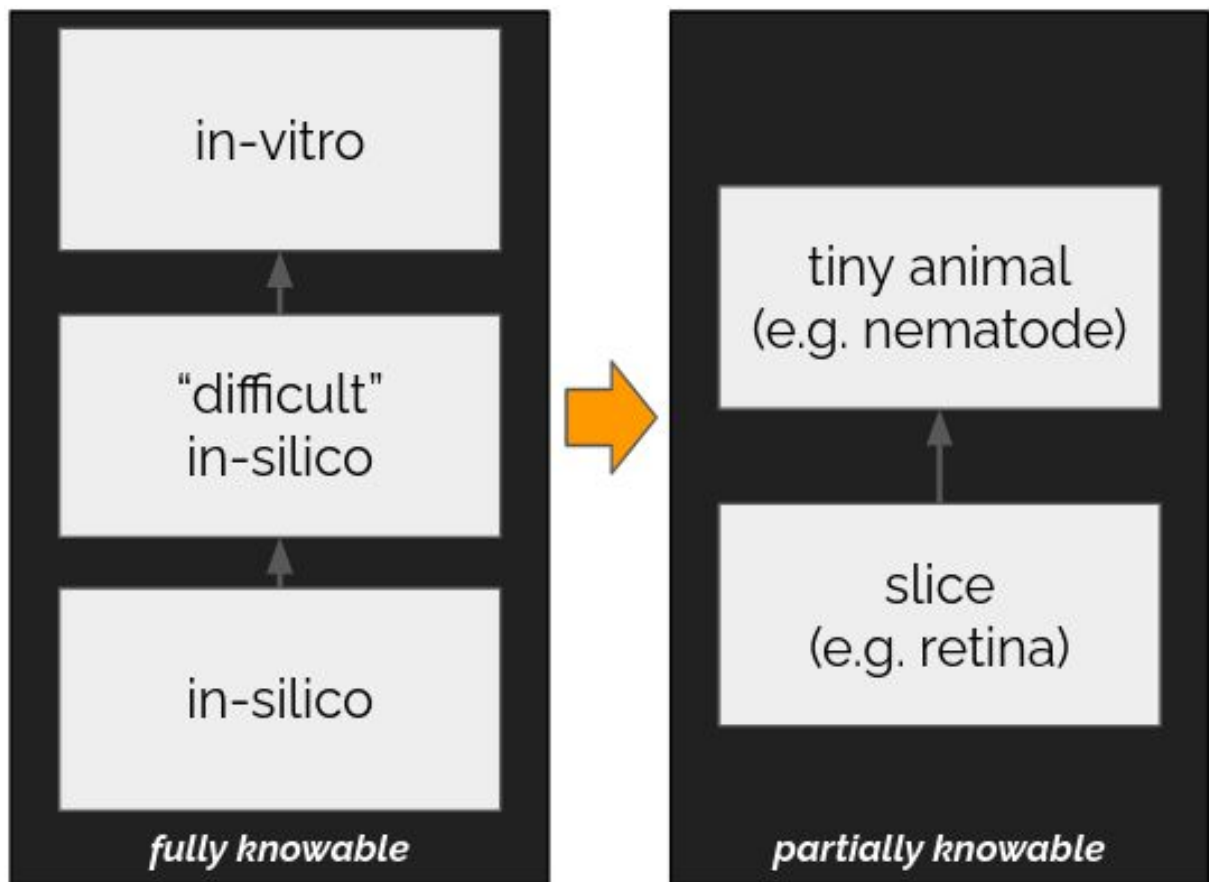 in-vitro
“difficult”
in-silico
in-silico
fully knowable
tiny animal
(e.g. nematode)
slice
(e.g. retina)
partially knowable